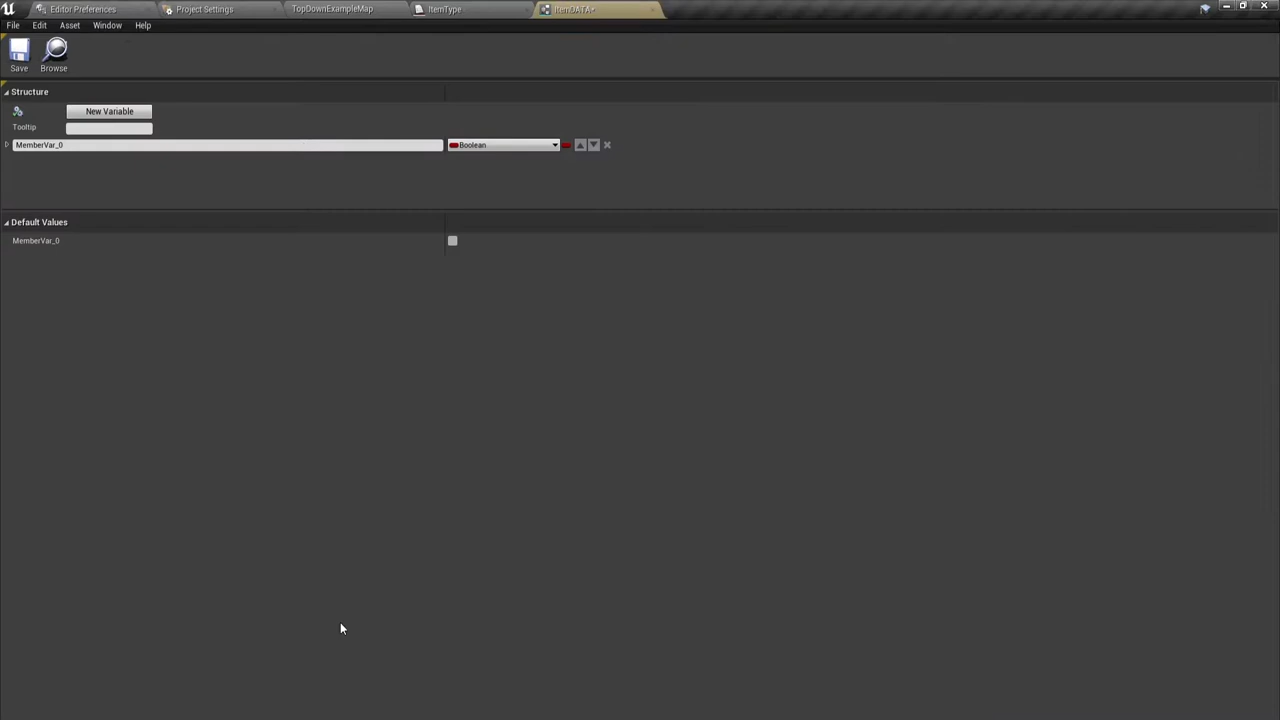 Editor Preferences
Project Settings
TopDownExampleMap
ItemType
ItemDATA*
File Edit Asset Window Help
Save Browse
Structure
New Variable
Tooltip
MemberVar_0 Boolean
Default Values
MemberVar_0